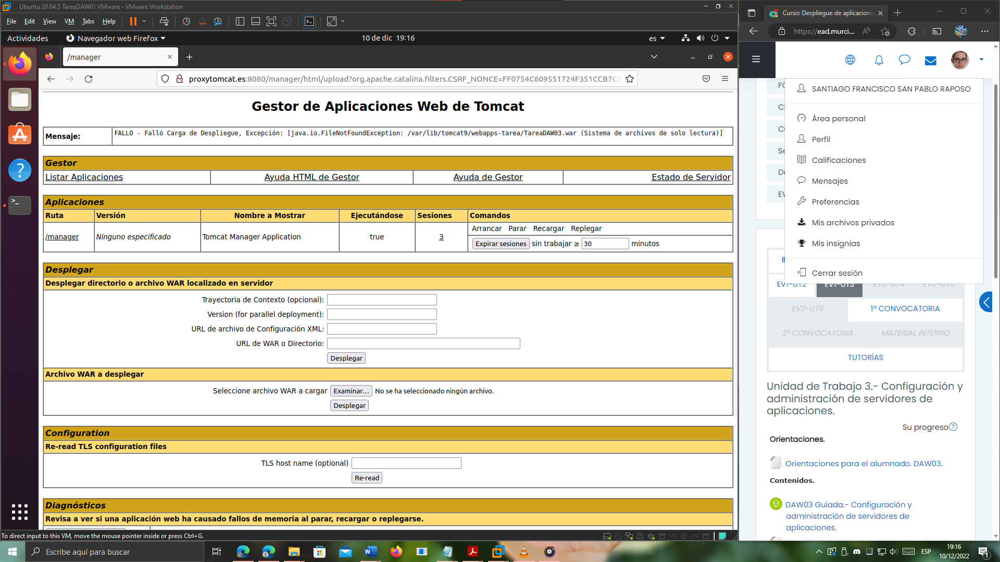 Ubuntu 20.04.5 TareaDAW01 VMware - VMware Workstation
File Edit View VM Tabs Help
Actividades
Navegador web Firefox
10 de dic 19:16
es
/manager
proxytomcat.es:8080/manager/html/upload?org.apache.catalina.filters.CSRF_NONCE=FF0754C609551724F351CCB7C2
Gestor de Aplicaciones Web de Tomcat
Mensaje:
FALLO - Falló Carga de Despliegue, Excepción: [java.io.FileNotFoundException: /var/lib/tomcat9/webapps-tarea/TareaDAW03.war (Sistema de archivos de solo lectura)]
Gestor
Listar Aplicaciones
Ayuda HTML de Gestor
Ayuda de Gestor
Estado de Servidor
Aplicaciones
Ruta
Versión
Nombre a Mostrar
Ejecutándose
Sesiones
Comandos
/manager
Ninguno especificado
Tomcat Manager Application
true
3
Arrancar Parar Recargar Replegar
Expirar sesiones sin trabajar ≥ 30 minutos
Desplegar
Desplegar directorio o archivo WAR localizado en servidor
Trayectoria de Contexto (opcional):
Version (for parallel deployment):
URL de archivo de Configuración XML:
URL de WAR o Directorio:
Desplegar
Archivo WAR a desplegar
Seleccione archivo WAR a cargar Examinar... No se ha seleccionado ningún archivo.
Desplegar
Configuration
Re-read TLS configuration files
TLS host name (optional)
Re-read
Diagnósticos
Revisa a ver si una aplicación web ha causado fallos de memoria al parar, recargar o replegarse.
To direct input to this VM, move the mouse pointer inside or press Ctrl+G.
Curso: Despliegue de aplicacione
https://ead.murci...
SANTIAGO FRANCISCO SAN PABLO RAPOSO
Área personal
Perfil
Calificaciones
Mensajes
Preferencias
Mis archivos privados
Mis insignias
Cerrar sesión
EV1-UT2
EV1-UT3
EV2-UT4
EV2-UT5
EV2-UT6
1ª CONVOCATORIA
2ª CONVOCATORIA
MATERIAL INTERNO
TUTORÍAS
Unidad de Trabajo 3.- Configuración y
administración de servidores de
aplicaciones.
Su progreso
Orientaciones.
Orientaciones para el alumnado. DAW03.
Contenidos.
DAW03 Guiada.- Configuración y
administración de servidores de
aplicaciones.
Escribe aquí para buscar
ESP
19:16
10/12/2022
1